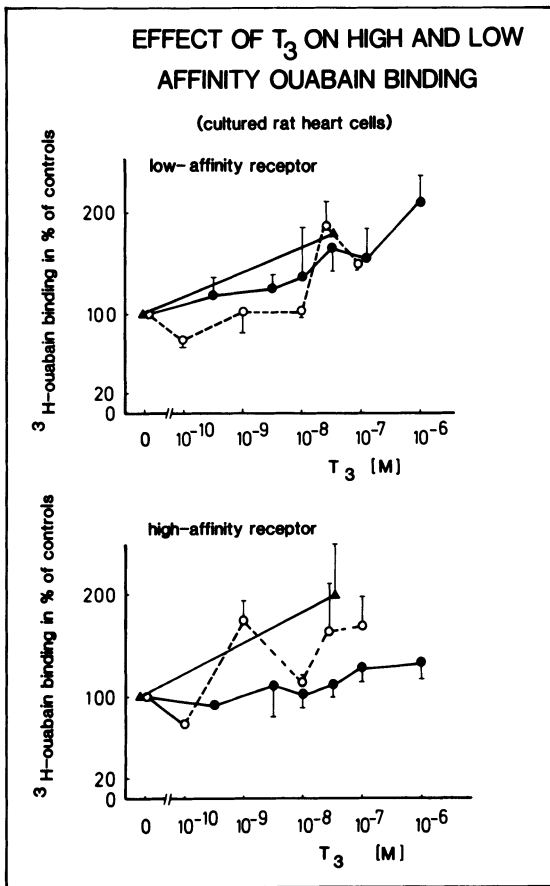 EFFECT OF T₃ ON HIGH AND LOW
AFFINITY OUABAIN BINDING
(cultured rat heart cells)
low-affinity receptor
³H-ouabain binding in % of controls
200
100
20
0
0 10⁻¹⁰ 10⁻⁹ 10⁻⁸ 10⁻⁷ 10⁻⁶
T₃ [M]
high-affinity receptor
³H-ouabain binding in % of controls
200
100
20
0
0 10⁻¹⁰ 10⁻⁹ 10⁻⁸ 10⁻⁷ 10⁻⁶
T₃ [M]